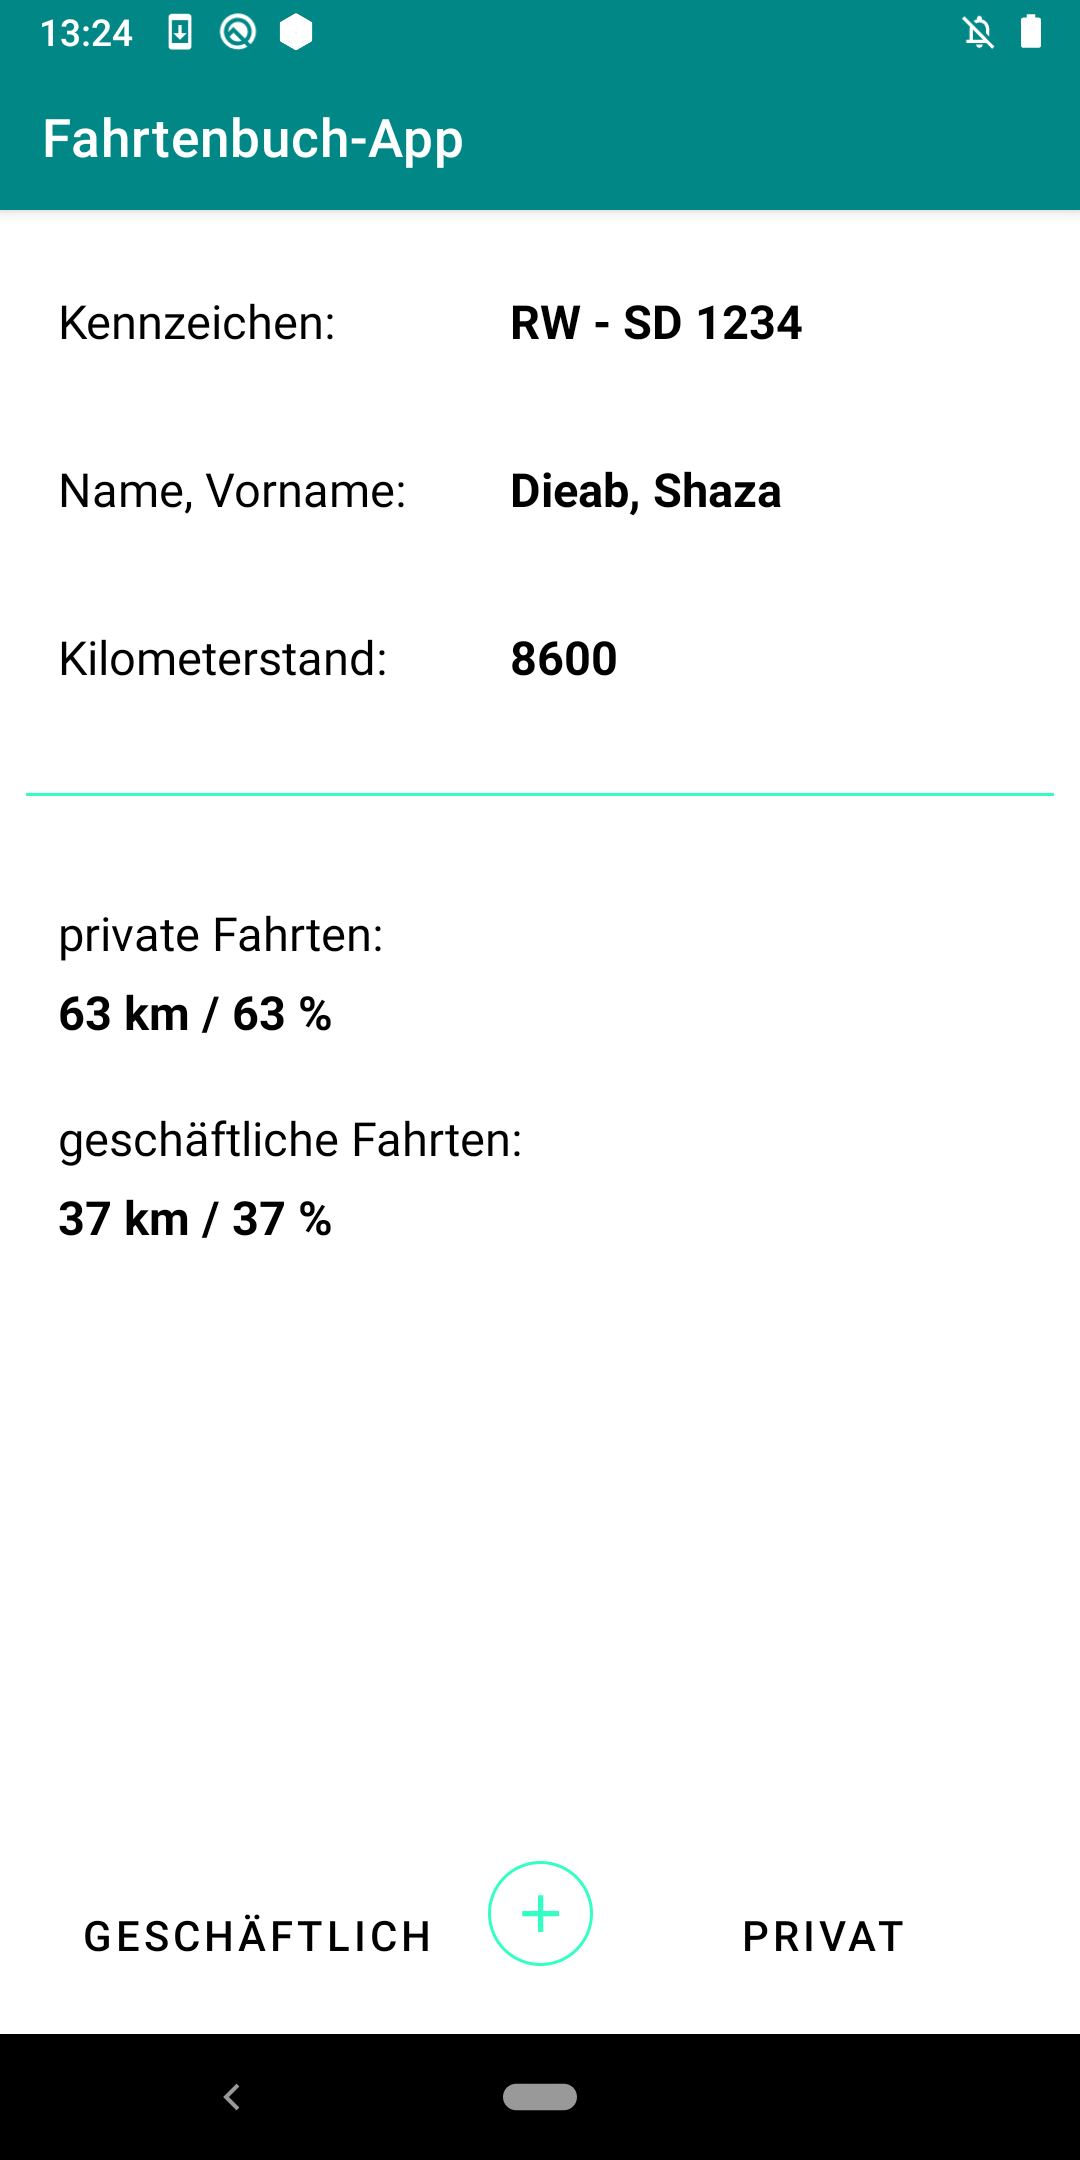 13:24
Fahrtenbuch-App
Kennzeichen: RW - SD 1234
Name, Vorname: Dieab, Shaza
Kilometerstand: 8600
private Fahrten:
63 km / 63 %
geschäftliche Fahrten:
37 km / 37 %
GESCHÄFTLICH + PRIVAT